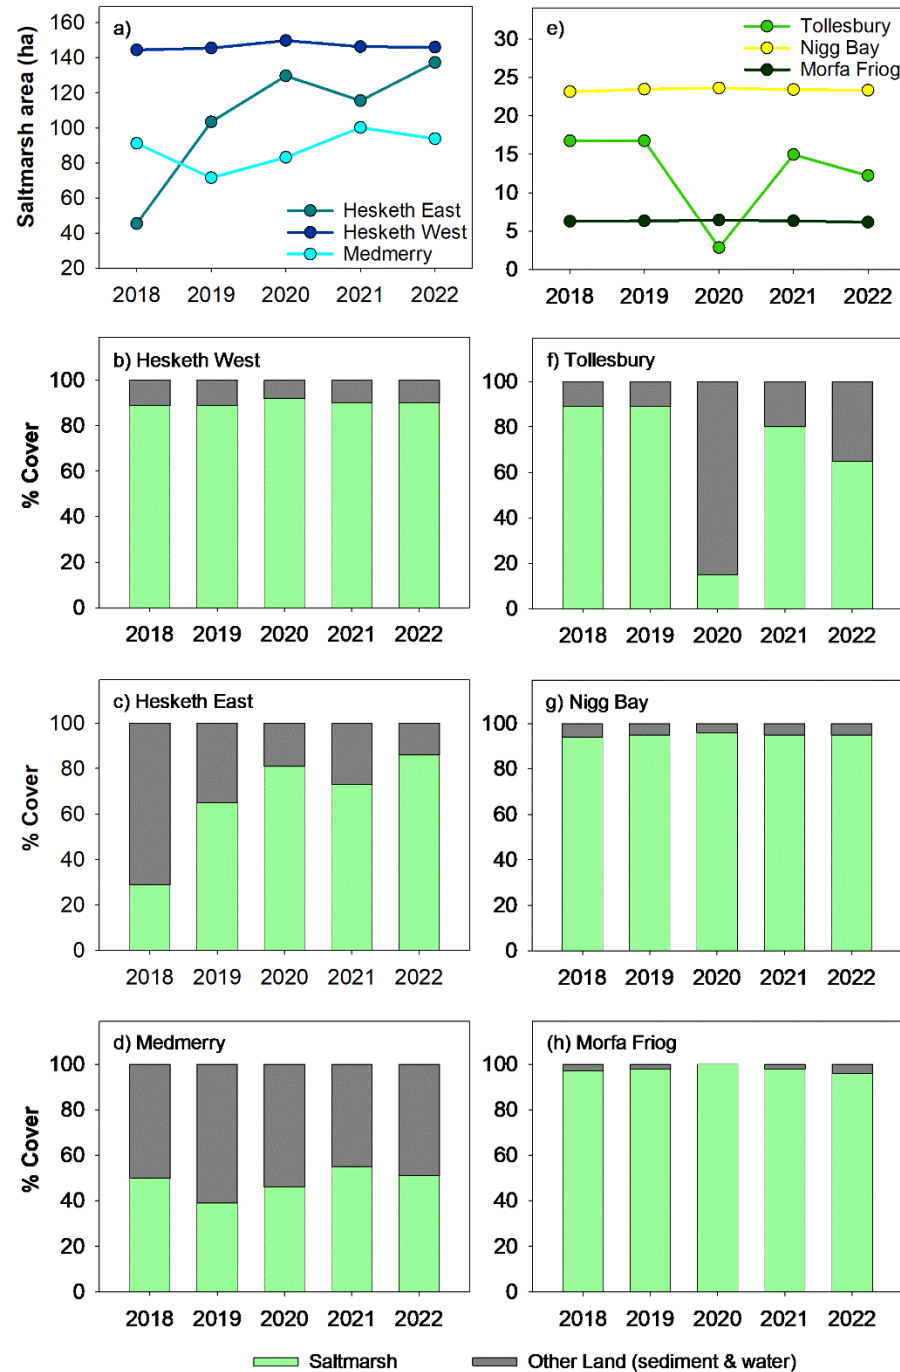 a)
Saltmarsh area (ha)
160
140
120
100
80
60
40
20
Hesketh East
Hesketh West
Medmerry
2018 2019 2020 2021 2022
e)
30
25
20
15
10
5
0
Tollesbury
Nigg Bay
Morfa Friog
2018 2019 2020 2021 2022
b) Hesketh West
% Cover
100
80
60
40
20
0
2018 2019 2020 2021 2022
f) Tollesbury
100
80
60
40
20
0
2018 2019 2020 2021 2022
c) Hesketh East
% Cover
100
80
60
40
20
0
2018 2019 2020 2021 2022
g) Nigg Bay
100
80
60
40
20
0
2018 2019 2020 2021 2022
d) Medmerry
% Cover
100
80
60
40
20
0
2018 2019 2020 2021 2022
(h) Morfa Friog
100
80
60
40
20
0
2018 2019 2020 2021 2022
Saltmarsh
Other Land (sediment & water)